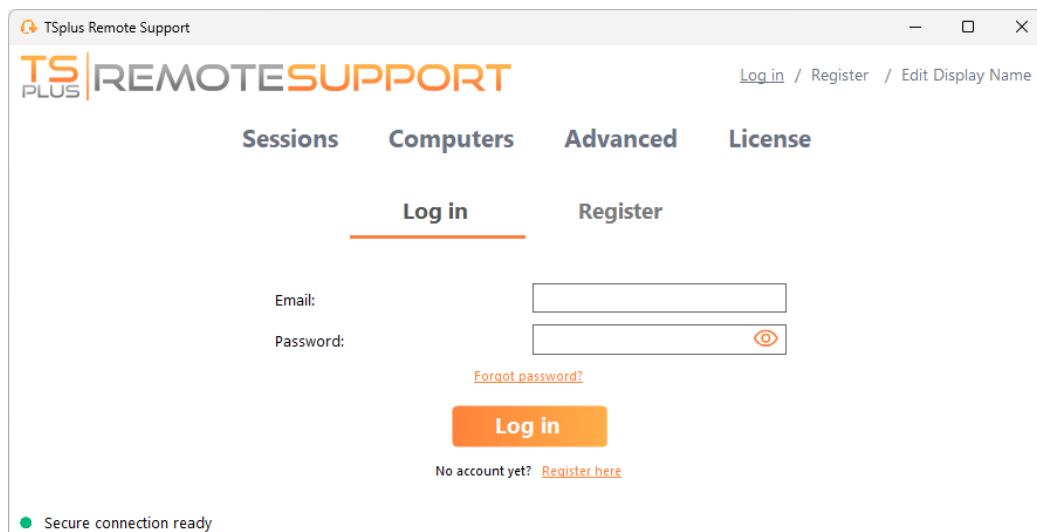 TSplus Remote Support
TS PLUS REMOTESUPPORT
Log in / Register / Edit Display Name
Sessions Computers Advanced License
Log in Register
Email:
Password:
Forgot password?
Log in
No account yet? Register here
Secure connection ready